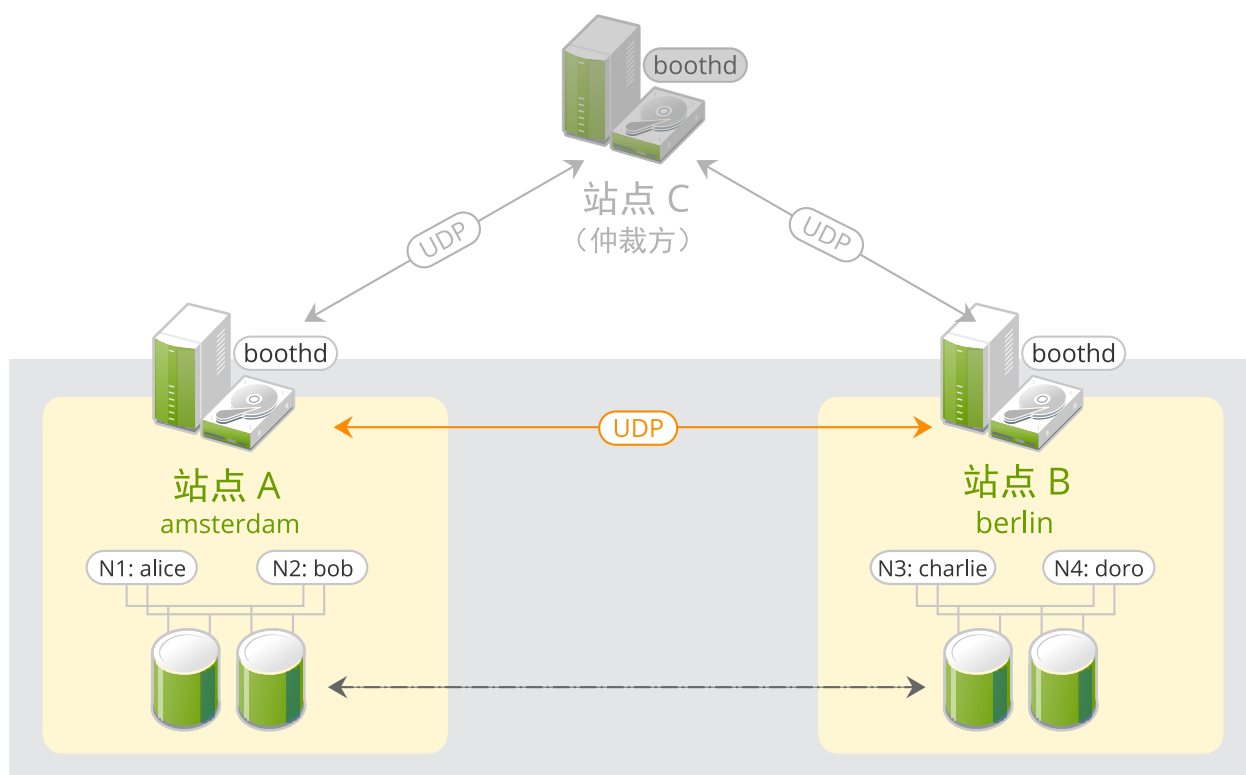 boothd
站点 C
（仲裁方）
UDP
UDP
boothd
boothd
UDP
站点 A
amsterdam
站点 B
berlin
N1: alice
N2: bob
N3: charlie
N4: doro